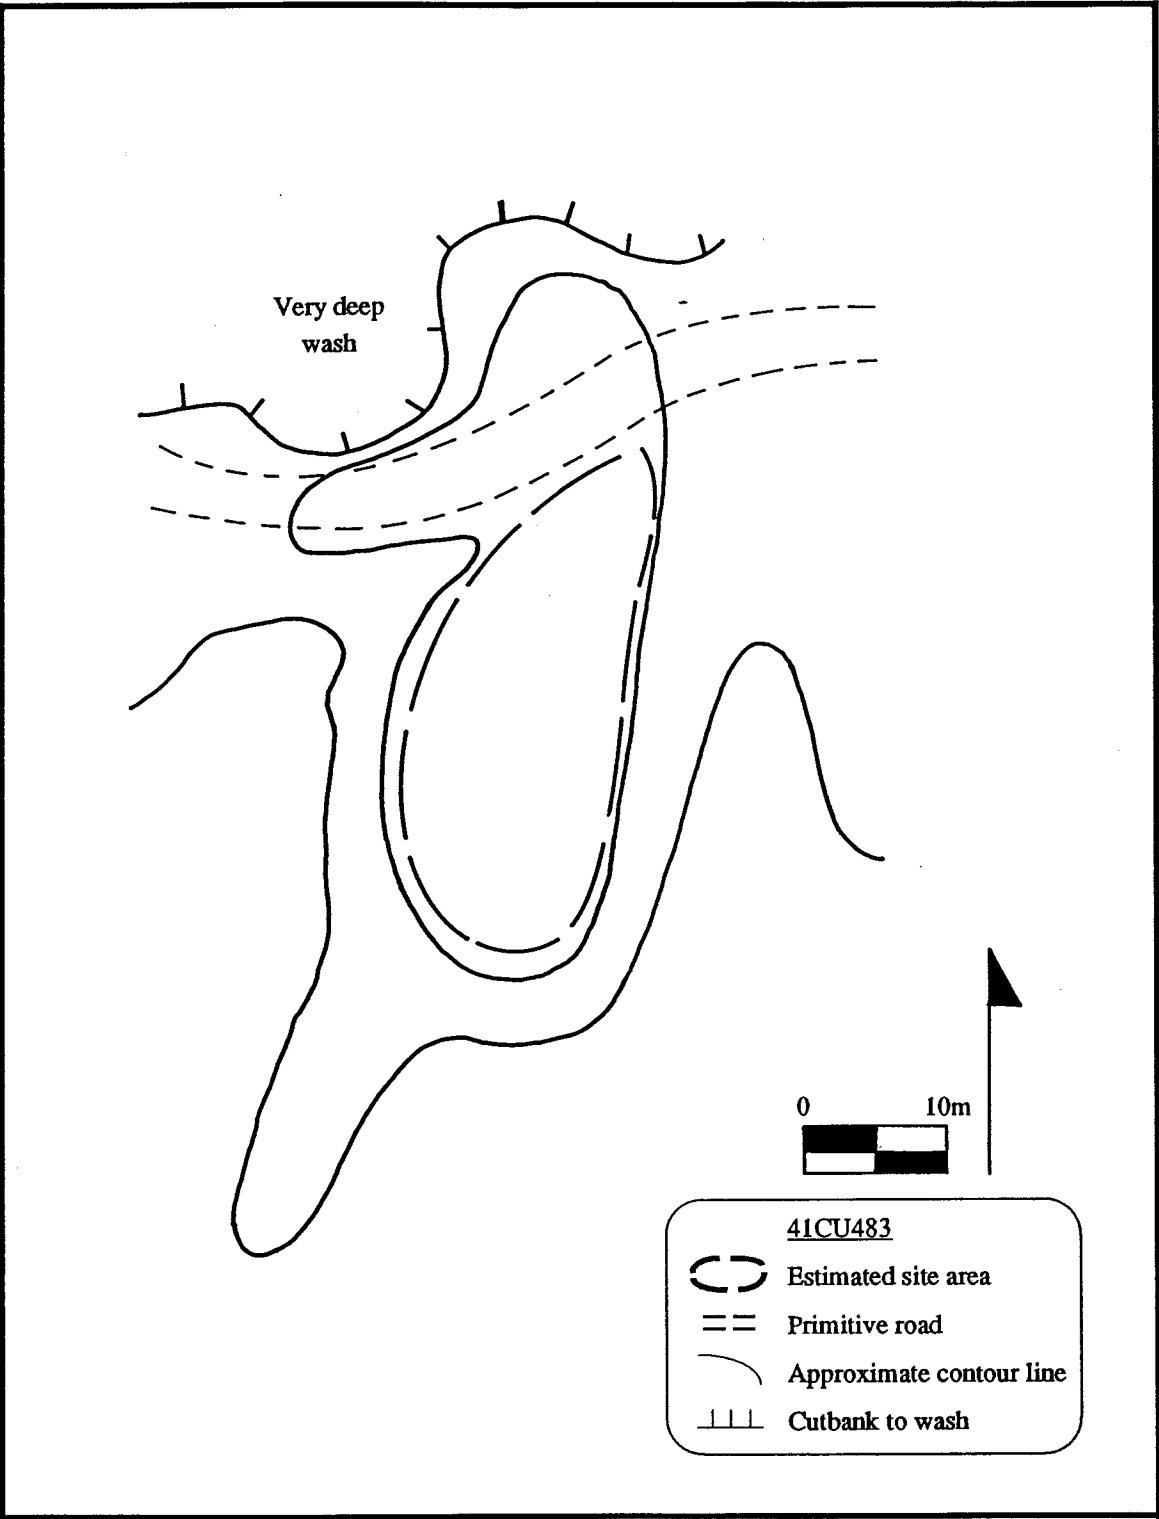 Very deep
wash
0 10m
41CU483
Estimated site area
Primitive road
Approximate contour line
Cutbank to wash